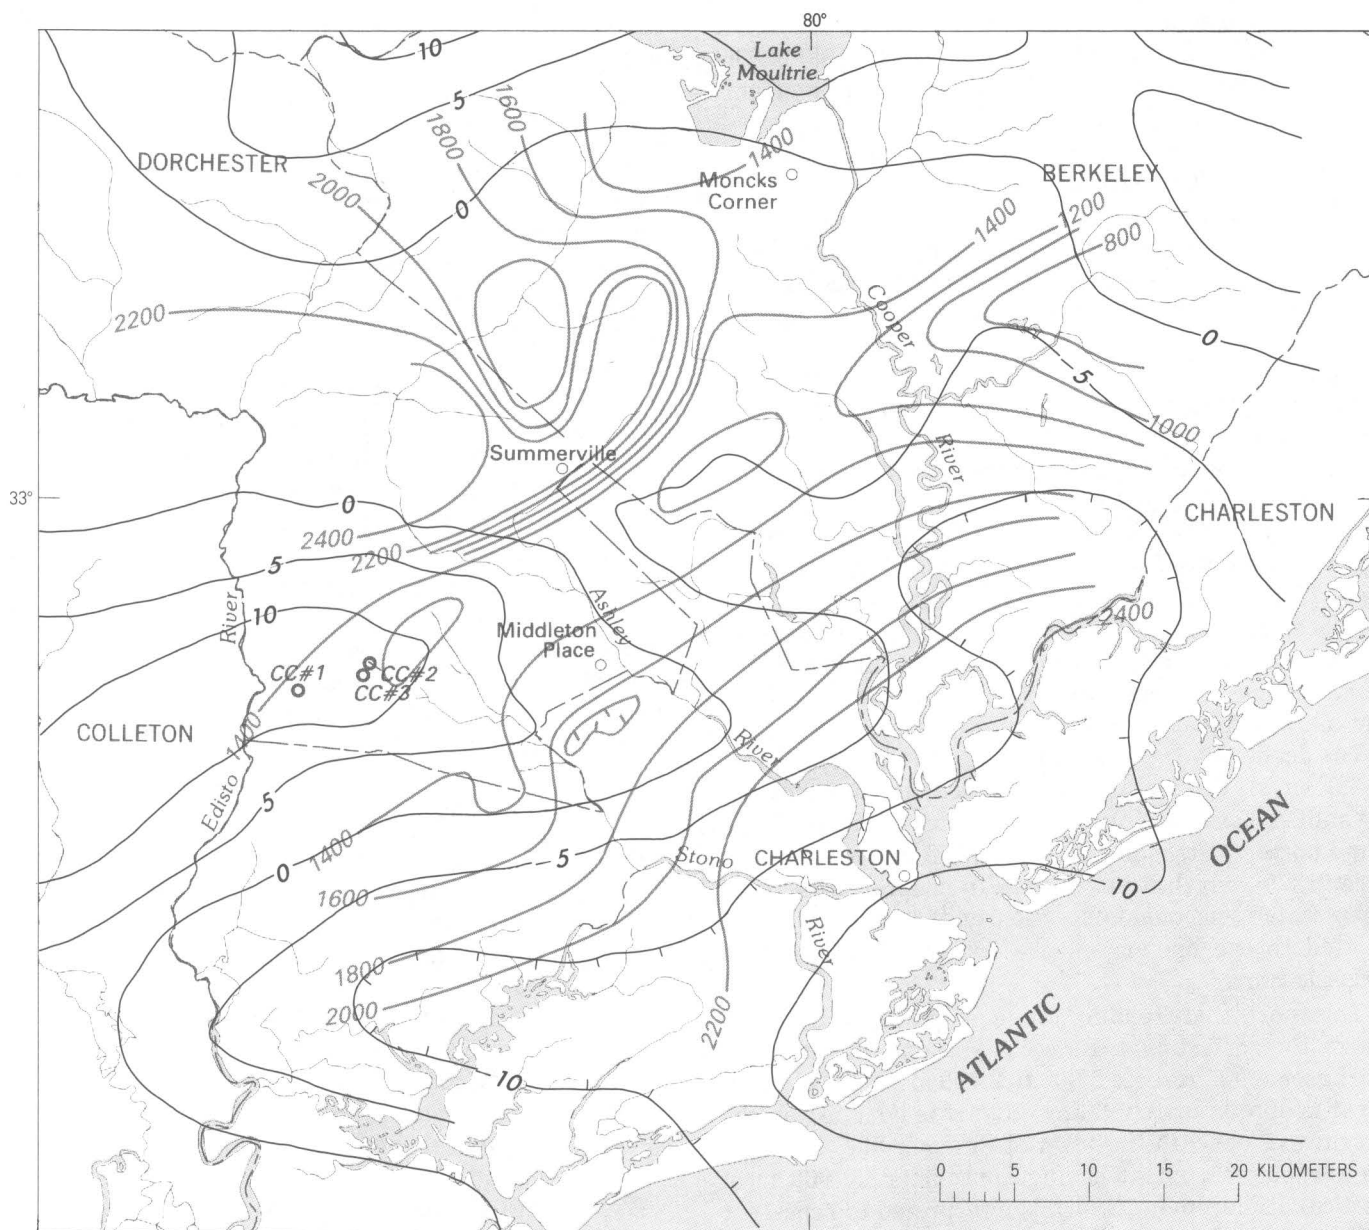 80°
Lake
Moultrie
10
5
1600
1800
1400
DORCHESTER
2000
Moncks
Corner
BERKELEY
0
1400
1200
800
2200
Cooper
0
5
1000
Summerville
River
33°
0
CHARLESTON
2400
2200
5
River
10
Ashley
2400
Middleton
Place
CC#1
CC#2
CC#3
COLLETON
1400
River
Edisto
5
OCEAN
1400
0
5
Stono
CHARLESTON
1600
10
River
1800
2000
2200
ATLANTIC
10
0 5 10 15 20 KILOMETERS